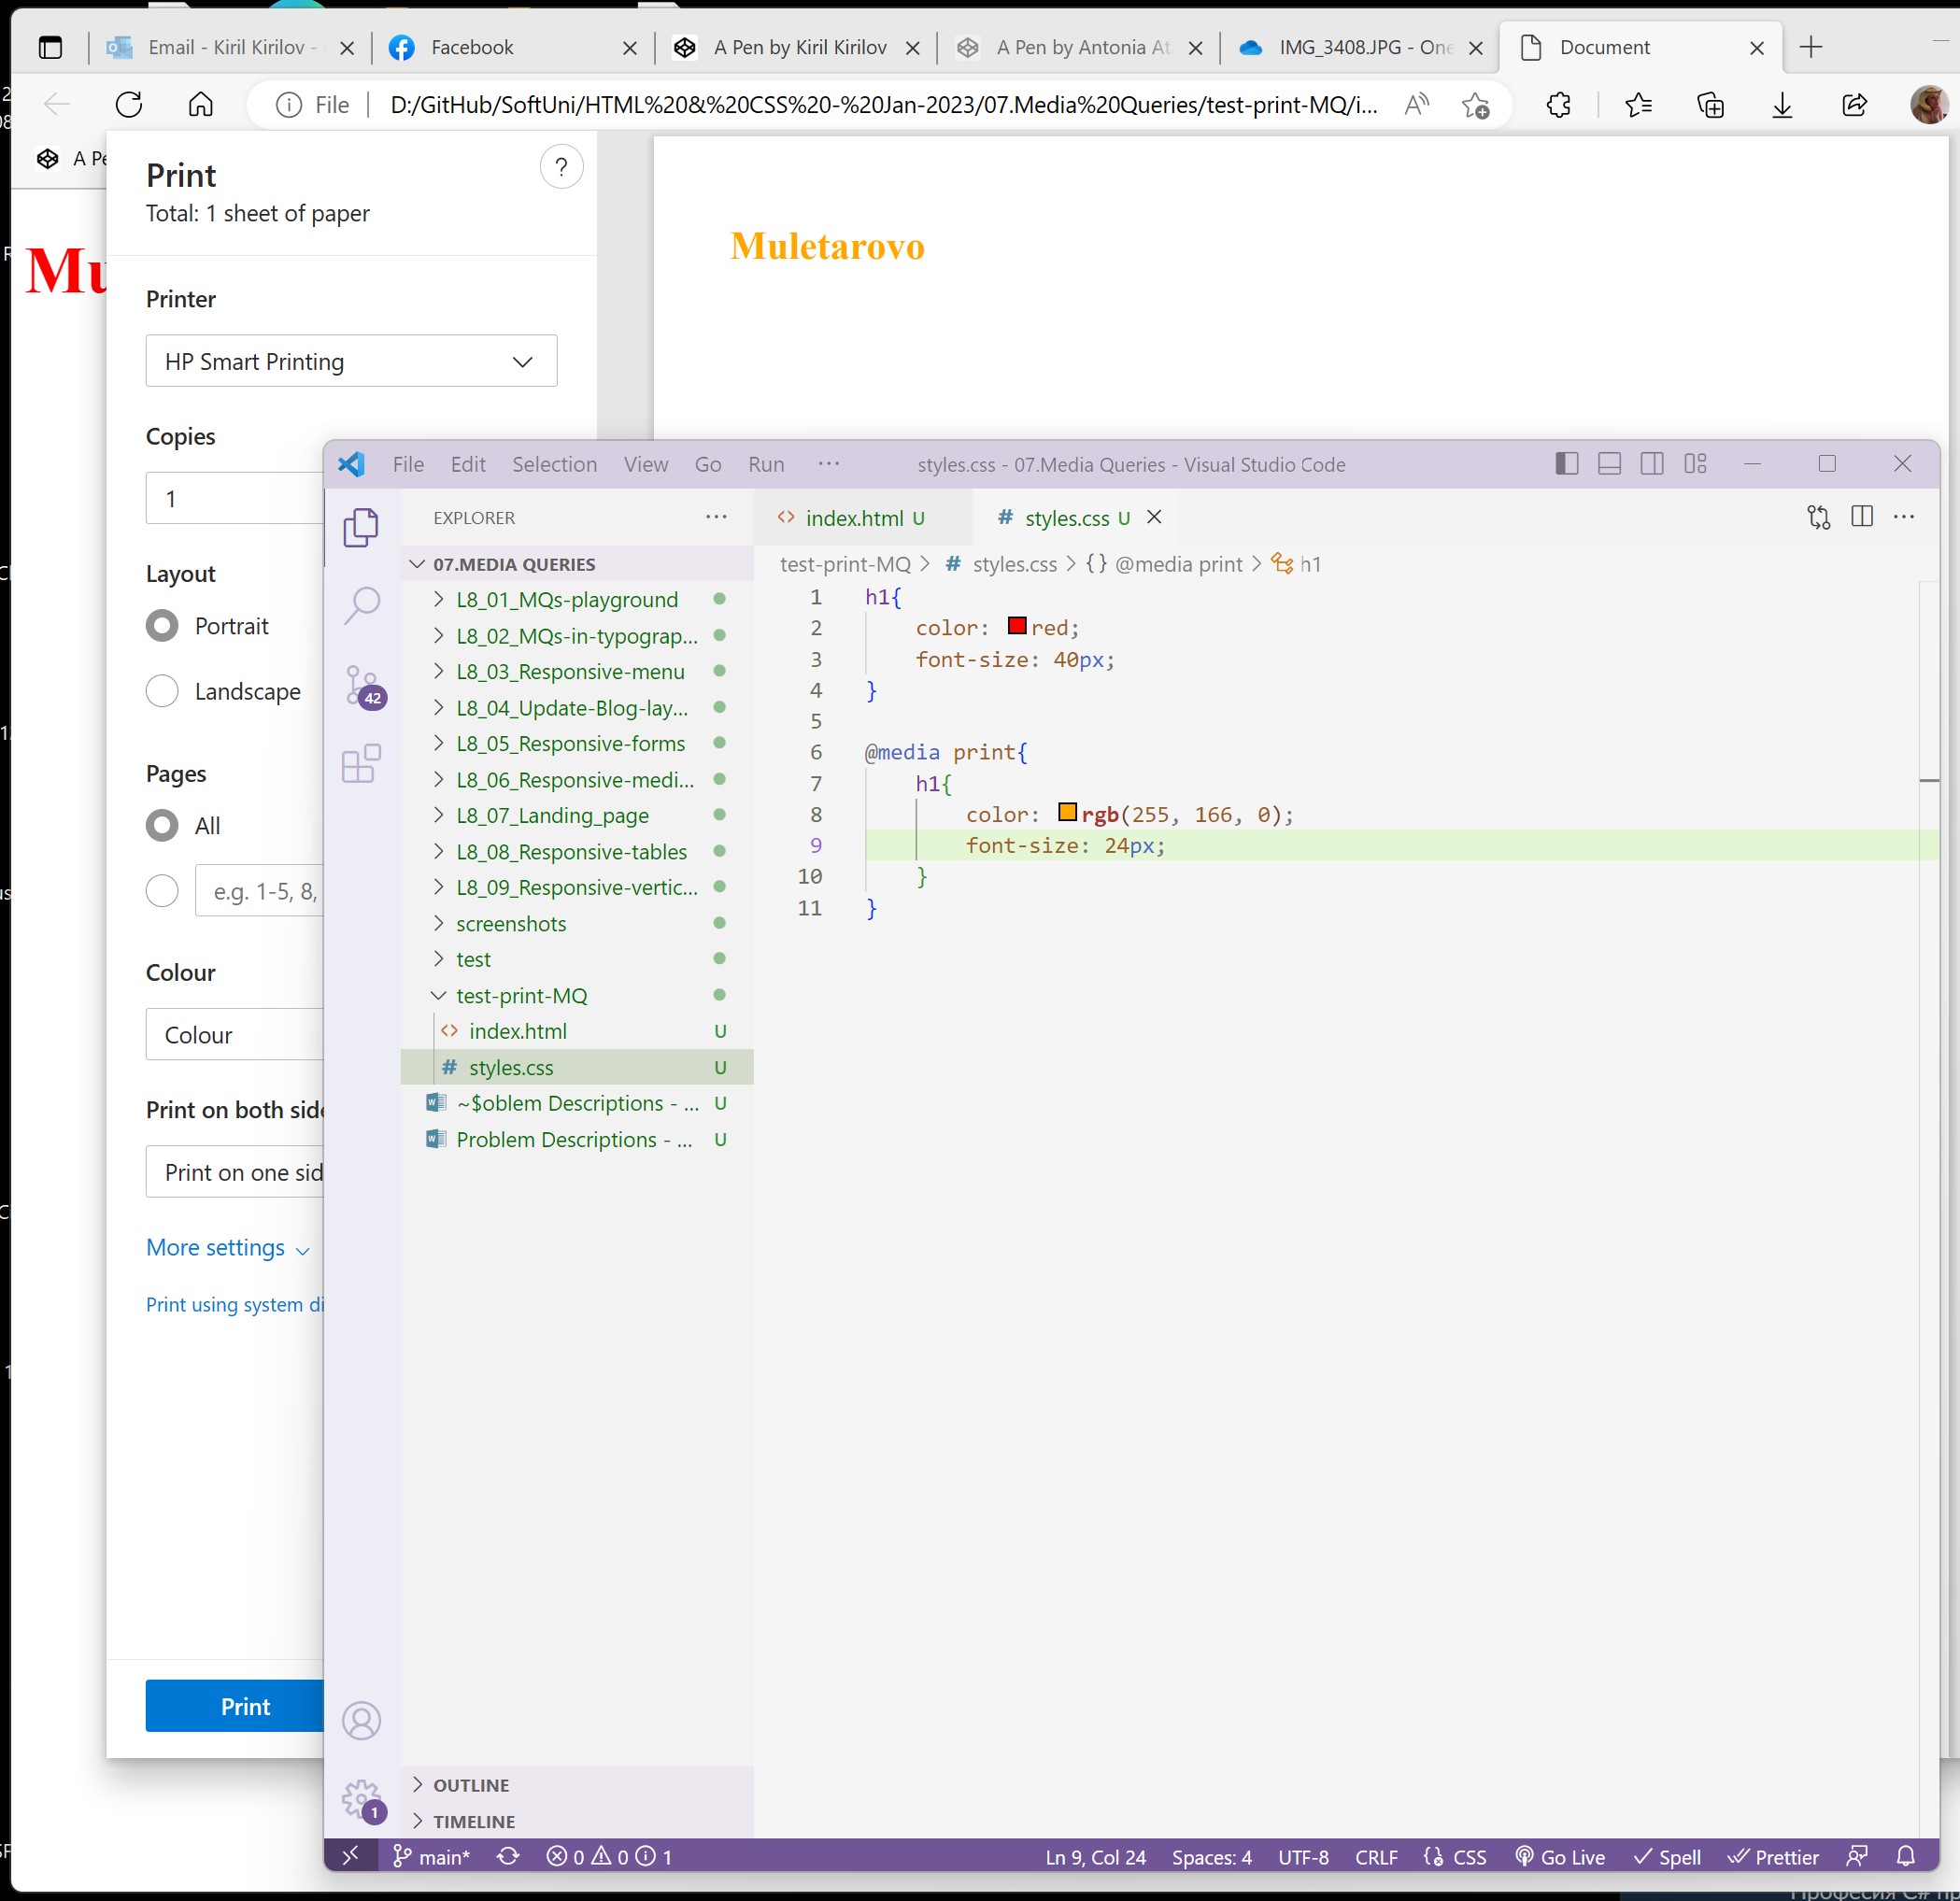 Email - Kiril Kirilov -
Facebook
A Pen by Kiril Kirilov
A Pen by Antonia At
IMG_3408.JPG - One
Document
File
D:/GitHub/SoftUni/HTML%20&%20CSS%20-%20Jan-2023/07.Media%20Queries/test-print-MQ/i...
A Pe
Print
?
Total: 1 sheet of paper
Mu
Muletarovo
Printer
HP Smart Printing
Copies
1
Layout
Portrait
Landscape
Pages
All
e.g. 1-5, 8,
Colour
Colour
Print on both side
Print on one sid
More settings
Print using system di
Print
File Edit Selection View Go Run ...
styles.css - 07.Media Queries - Visual Studio Code
EXPLORER
...
42
1
07.MEDIA QUERIES
L8_01_MQs-playground
L8_02_MQs-in-typograp...
L8_03_Responsive-menu
L8_04_Update-Blog-lay...
L8_05_Responsive-forms
L8_06_Responsive-medi...
L8_07_Landing_page
L8_08_Responsive-tables
L8_09_Responsive-vertic...
screenshots
test
test-print-MQ
<> index.html U
# styles.css U
~$oblem Descriptions - ... U
Problem Descriptions - ... U
OUTLINE
TIMELINE
<> index.html U
# styles.css U
...
test-print-MQ > # styles.css > {} @media print > h1
1 h1{
2 color: red;
3 font-size: 40px;
4 }
5
6 @media print{
7 h1{
8 color: rgb(255, 166, 0);
9 font-size: 24px;
10 }
11 }
main* 0 0 1
Ln 9, Col 24 Spaces: 4 UTF-8 CRLF {} CSS Go Live Spell Prettier